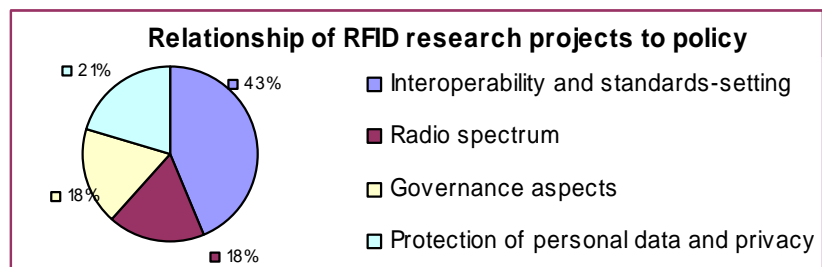 Relationship of RFID research projects to policy
21%
43%
18%
18%
Interoperability and standards-setting
Radio spectrum
Governance aspects
Protection of personal data and privacy